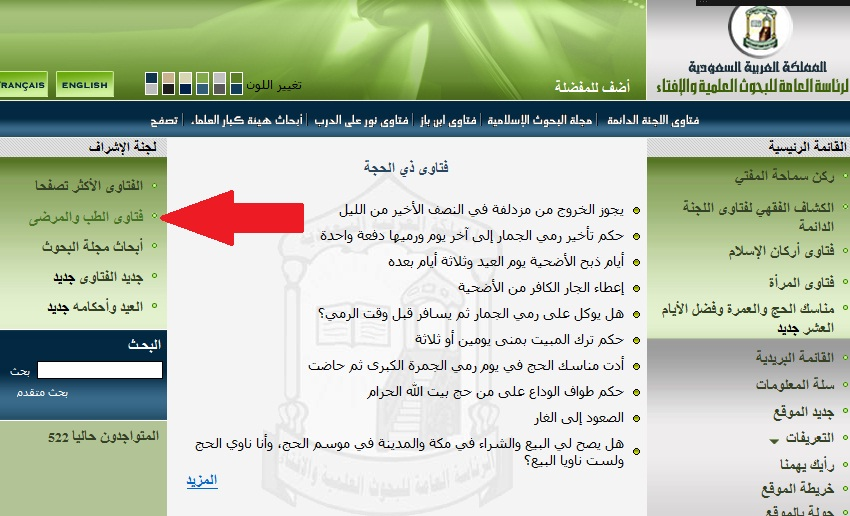 المملكة العربية السعودية
الرئاسة العامة للبحوث العلمية والإفتاء
أضف للمفضلة
تغيير اللون
ENGLISH
RANÇAIS
فتاوى اللجنة الدائمة | مجلة البحوث الإسلامية | فتاوى ابن باز | فتاوى نور على الدرب | أبحاث هيئة كبار العلماء | تصفح
القائمة الرئيسية
ركن سماحة المفتي
الكشاف الفقهي لفتاوى اللجنة
الدائمة
فتاوى أركان الإسلام
فتاوى المرأة
مناسك الحج والعمرة وفضل الأيام
العشر جديد
القائمة البريدية
سلة المعلومات
جديد الموقع
التعريفات
رأيك يهمنا
خريطة الموقع
جولة بالموقع
فتاوى ذي الحجة
يجوز الخروج من مزدلفة في النصف الأخير من الليل
حكم تأخير رمي الجمار إلى آخر يوم ورميها دفعة واحدة
أيام ذبح الأضحية يوم العيد وثلاثة أيام بعده
إعطاء الجار الكافر من الأضحية
هل يوكل على رمي الجمار ثم يسافر قبل وقت الرمي؟
حكم ترك المبيت بمنى يومين أو ثلاثة
أدت مناسك الحج في يوم رمي الجمرة الكبرى ثم حاضت
حكم طواف الوداع على من حج بيت الله الحرام
الصعود إلى الغار
هل يصح لي البيع والشراء في مكة والمدينة في موسم الحج، وأنا ناوي الحج
ولست ناويا البيع؟
المزيد
لجنة الإشراف
الفتاوى الأكثر تصفحا
فتاوى الطب والمرضى
أبحاث مجلة البحوث
جديد الفتاوى جديد
العيد وأحكامه جديد
البحث
بحث
بحث متقدم
المتواجدون حاليا 522